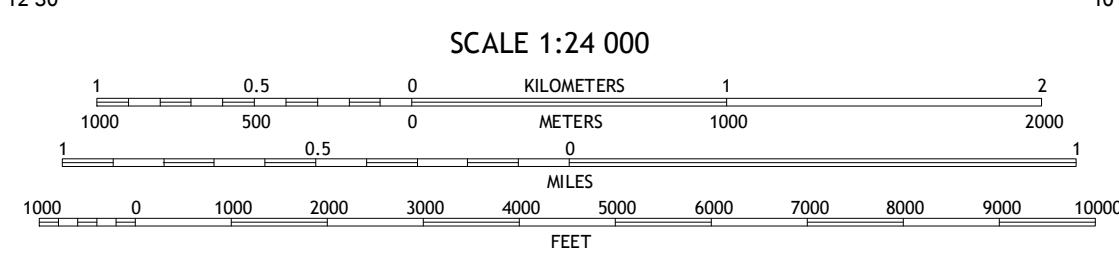 SCALE 1:24 000
1 0.5 0 KILOMETERS 1 2
1000 500 0 METERS 1000 2000
1 0.5 0 1
MILES
1000 0 1000 2000 3000 4000 5000 6000 7000 8000 9000 10000
FEET